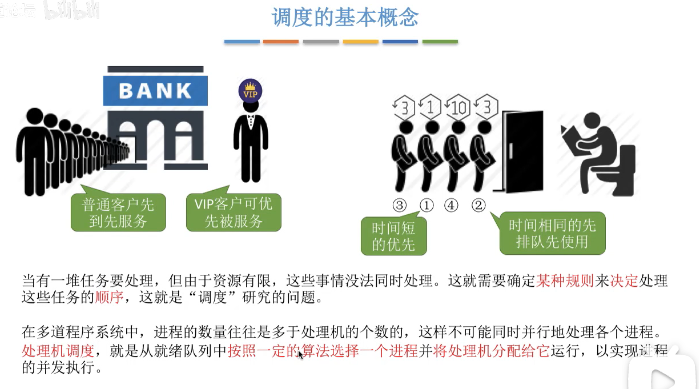 调度的基本概念
BANK
VIP
3 1 10 3
③ ① ④ ②
普通客户先
到先服务
VIP客户可优
先被服务
时间短
的优先
时间相同的先
排队先使用
当有一堆任务要处理，但由于资源有限，这些事情没法同时处理。这就需要确定某种规则来决定处理
这些任务的顺序，这就是“调度”研究的问题。
在多道程序系统中，进程的数量往往是多于处理机的个数的，这样不可能同时并行地处理各个进程。
处理机调度，就是从就绪队列中按照一定的算法选择一个进程并将处理机分配给它运行，以实现进程
的并发执行。